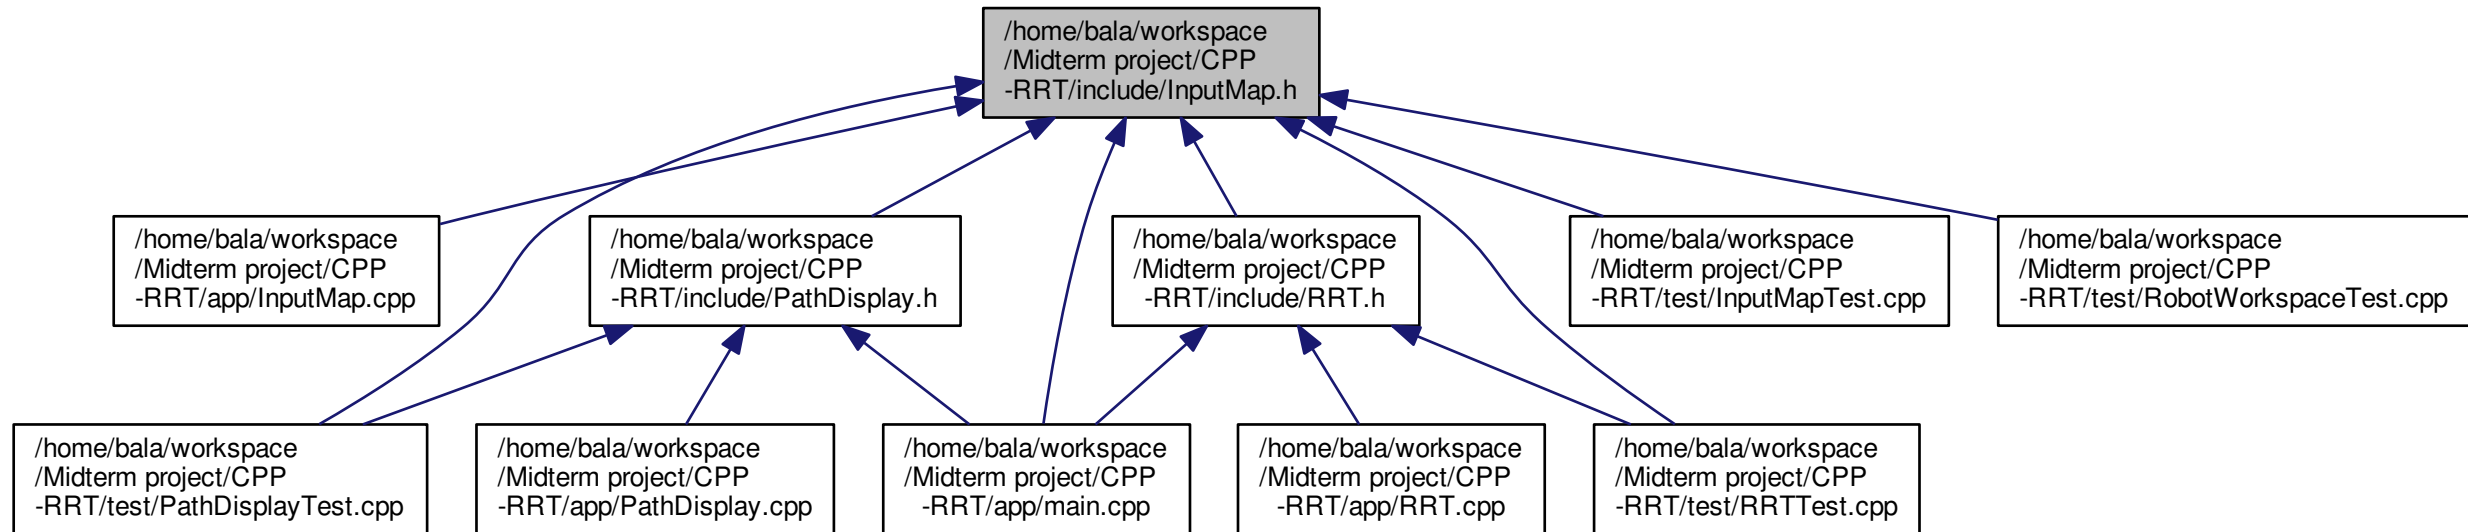 /home/bala/workspace
/Midterm project/CPP
-RRT/include/InputMap.h
/home/bala/workspace
/Midterm project/CPP
-RRT/app/InputMap.cpp
/home/bala/workspace
/Midterm project/CPP
-RRT/include/PathDisplay.h
/home/bala/workspace
/Midterm project/CPP
-RRT/include/RRT.h
/home/bala/workspace
/Midterm project/CPP
-RRT/test/InputMapTest.cpp
/home/bala/workspace
/Midterm project/CPP
-RRT/test/RobotWorkspaceTest.cpp
/home/bala/workspace
/Midterm project/CPP
-RRT/test/PathDisplayTest.cpp
/home/bala/workspace
/Midterm project/CPP
-RRT/app/PathDisplay.cpp
/home/bala/workspace
/Midterm project/CPP
-RRT/app/main.cpp
/home/bala/workspace
/Midterm project/CPP
-RRT/app/RRT.cpp
/home/bala/workspace
/Midterm project/CPP
-RRT/test/RRTTest.cpp